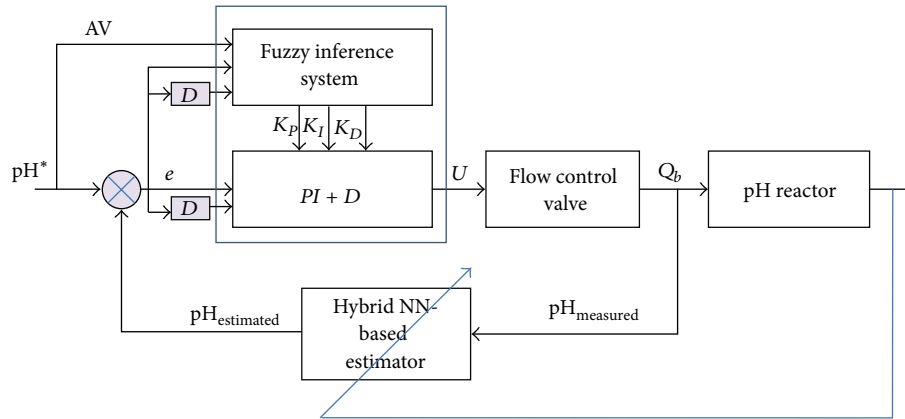 AV
Fuzzy inference
system
D
K_P K_I K_D
pH*
e
D
PI + D
U
Flow control
valve
Q_b
pH reactor
pH_estimated
Hybrid NN-
based
estimator
pH_measured